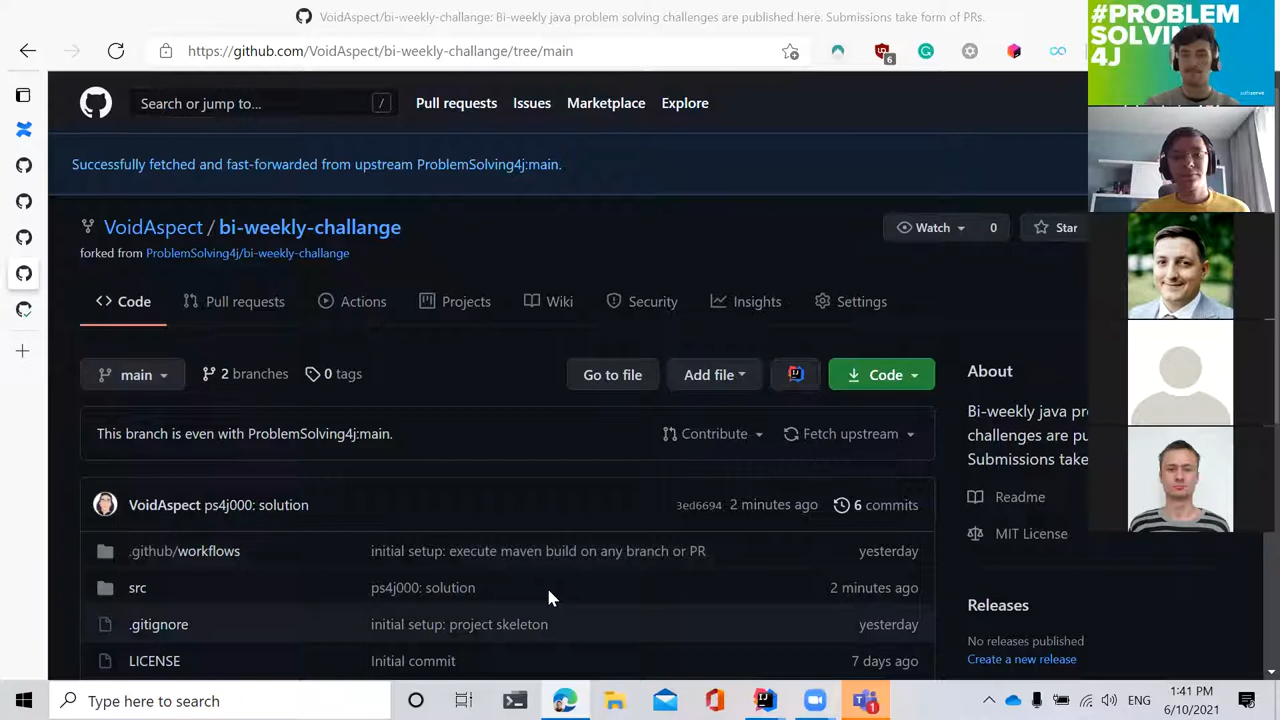 VoidAspect/bi-weekly-challange: Bi-weekly java problem solving challenges are published here. Submissions take form of PRs.
https://github.com/VoidAspect/bi-weekly-challange/tree/main
6
#PROBLEM
SOLVIN
4J
softserve
Search or jump to...
/
Pull requests
Issues
Marketplace
Explore
Successfully fetched and fast-forwarded from upstream ProblemSolving4j:main.
VoidAspect / bi-weekly-challange
Watch
0
Star
forked from ProblemSolving4j/bi-weekly-challange
<> Code
Pull requests
Actions
Projects
Wiki
Security
Insights
Settings
main
2 branches
0 tags
Go to file
Add file
Code
About
This branch is even with ProblemSolving4j:main.
Contribute
Fetch upstream
Bi-weekly java pr
challenges are pu
Submissions take
VoidAspect ps4j000: solution
3ed6694
2 minutes ago
6 commits
Readme
MIT License
.github/workflows
initial setup: execute maven build on any branch or PR
yesterday
src
ps4j000: solution
2 minutes ago
.gitignore
initial setup: project skeleton
yesterday
LICENSE
Initial commit
7 days ago
Releases
No releases published
Create a new release
Type here to search
1
ENG
1:41 PM
6/10/2021